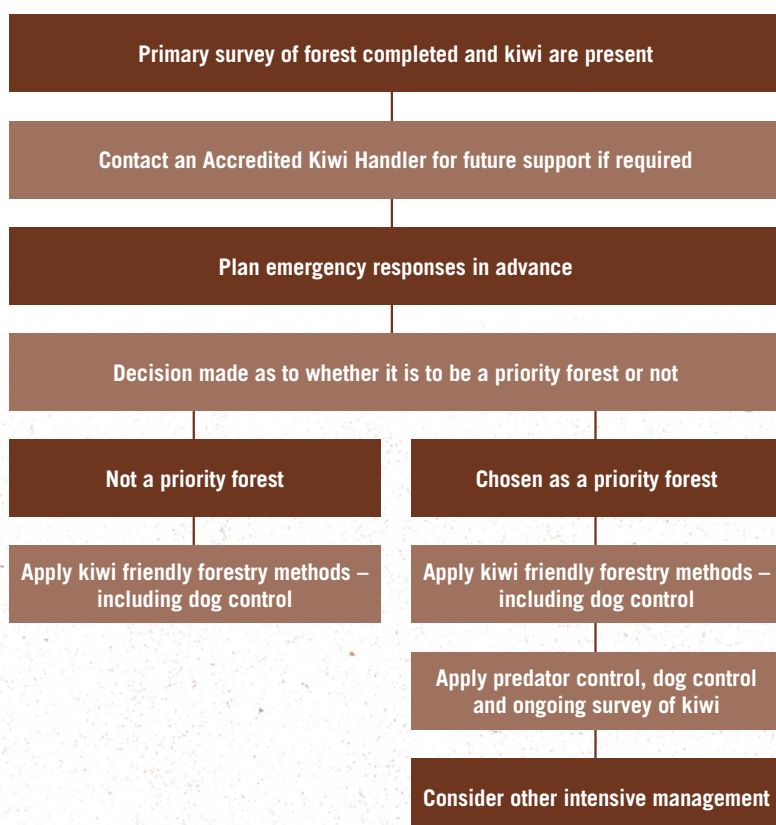 Primary survey of forest completed and kiwi are present
Contact an Accredited Kiwi Handler for future support if required
Plan emergency responses in advance
Decision made as to whether it is to be a priority forest or not
Not a priority forest
Apply kiwi friendly forestry methods –
including dog control
Chosen as a priority forest
Apply kiwi friendly forestry methods –
including dog control
Apply predator control, dog control
and ongoing survey of kiwi
Consider other intensive management